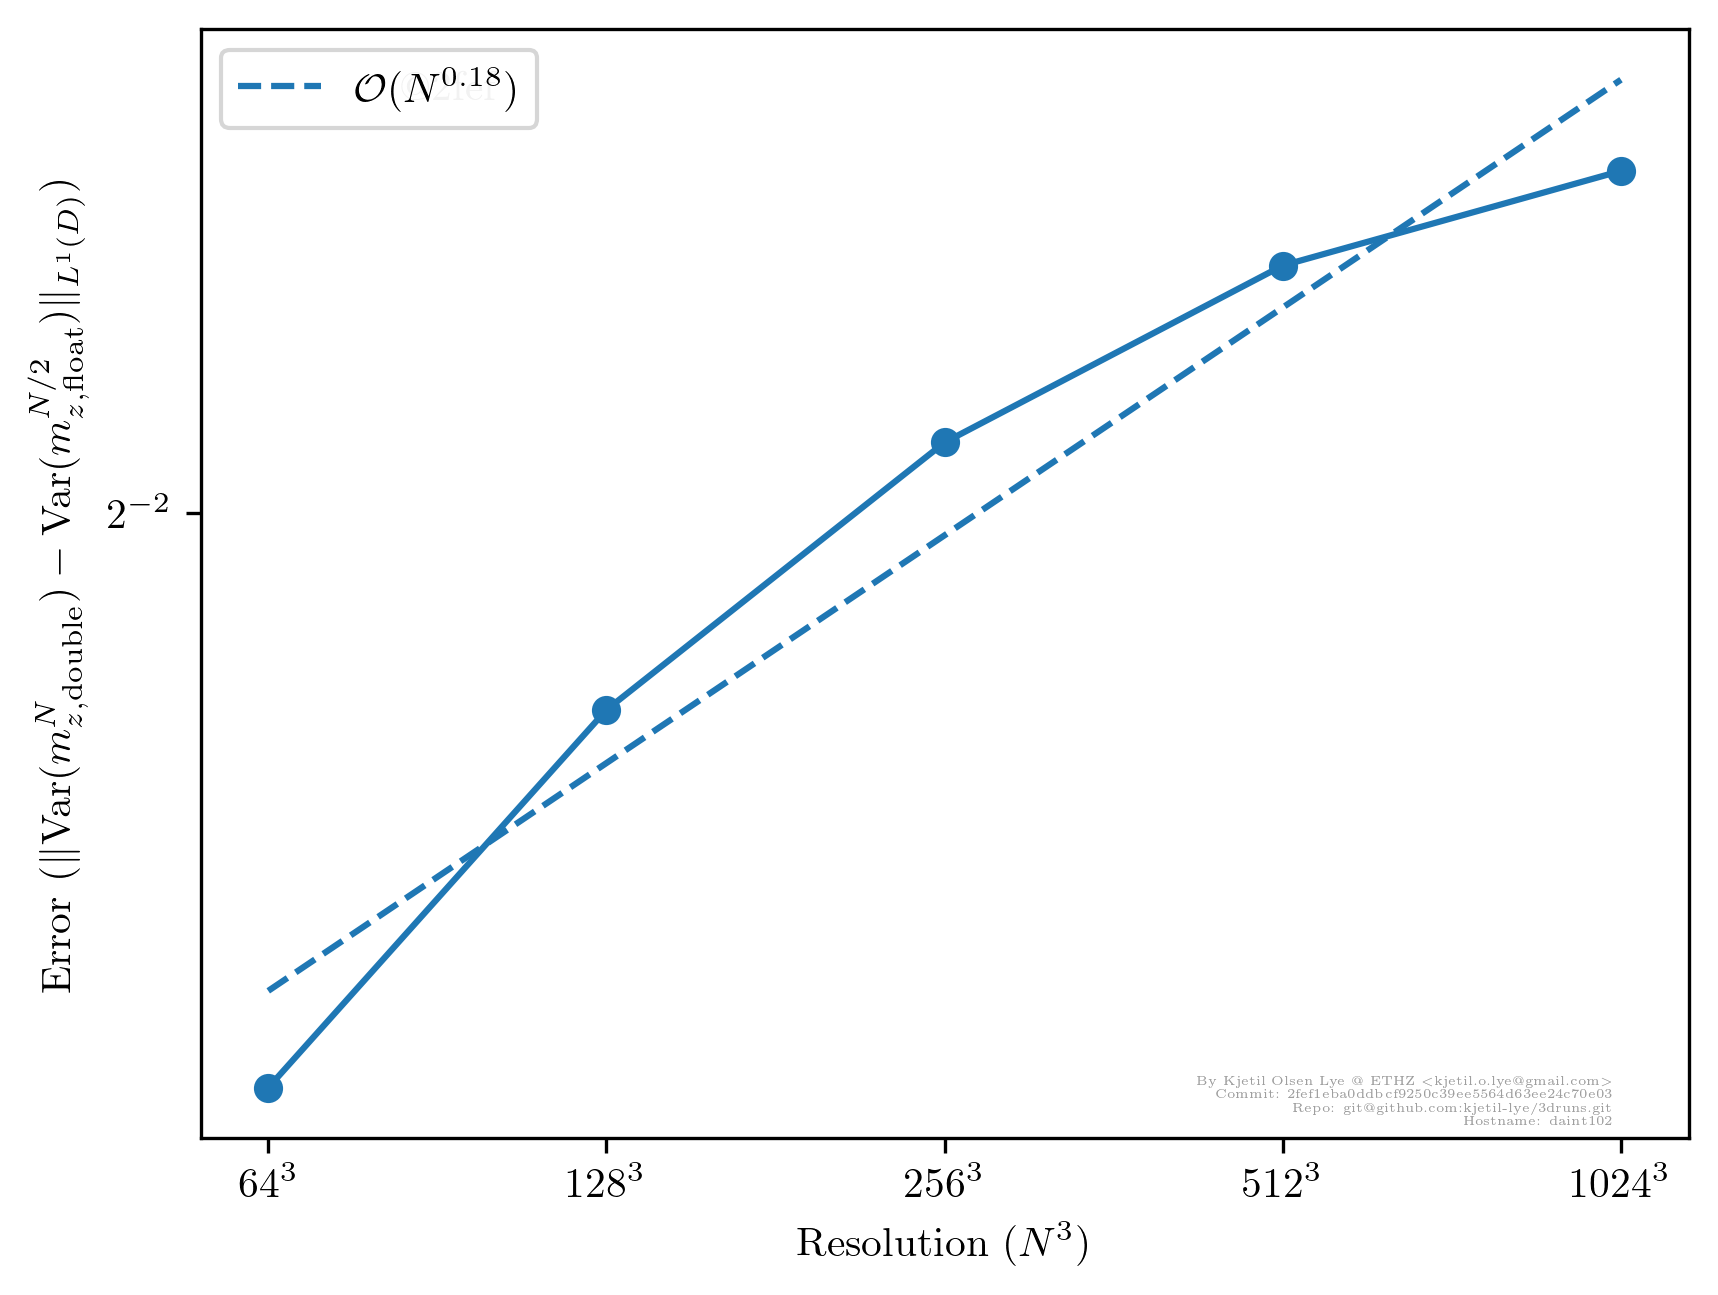 𝒪(N^0.18)
2^−2
Error (‖Var(m^N_z,double) − Var(m^N/2_z,float)‖_L^1(D))
64^3 128^3 256^3 512^3 1024^3
Resolution (N^3)
By Kjetil Olsen Lye @ ETHZ <kjetil.o.lye@gmail.com>
Commit: 2fef1eba0ddbcf9250c39ee5564d63ee24c70e03
Repo: git@github.com:kjetil-lye/3druns.git
Hostname: daint102